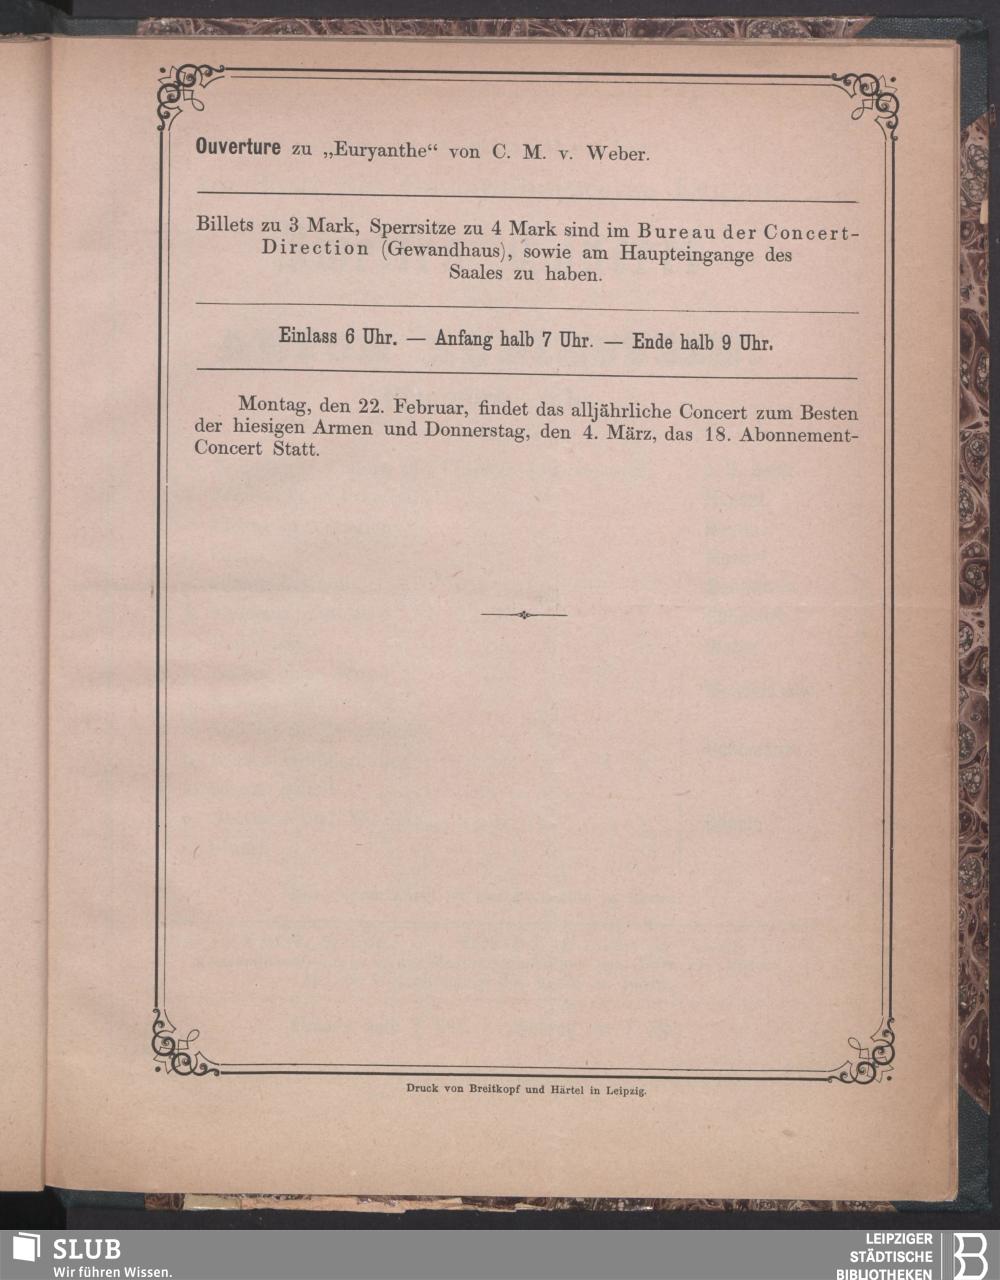 Ouverture zu „Euryanthe“ von C. M. v. Weber.
Billets zu 3 Mark, Sperrsitze zu 4 Mark sind im Bureau der Concert-
Direction (Gewandhaus), sowie am Haupteingange des
Saales zu haben.
Einlass 6 Uhr. — Anfang halb 7 Uhr. — Ende halb 9 Uhr.
Montag, den 22. Februar, findet das alljährliche Concert zum Besten
der hiesigen Armen und Donnerstag, den 4. März, das 18. Abonnement-
Concert Statt.
Druck von Breitkopf und Härtel in Leipzig.
SLUB
Wir führen Wissen.
LEIPZIGER
STÄDTISCHE
BIBLIOTHEKEN